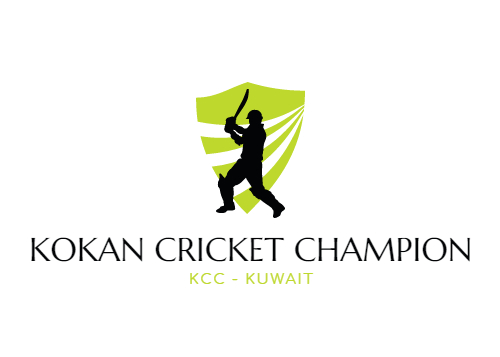 KOKAN CRICKET CHAMPION
KCC - KUWAIT